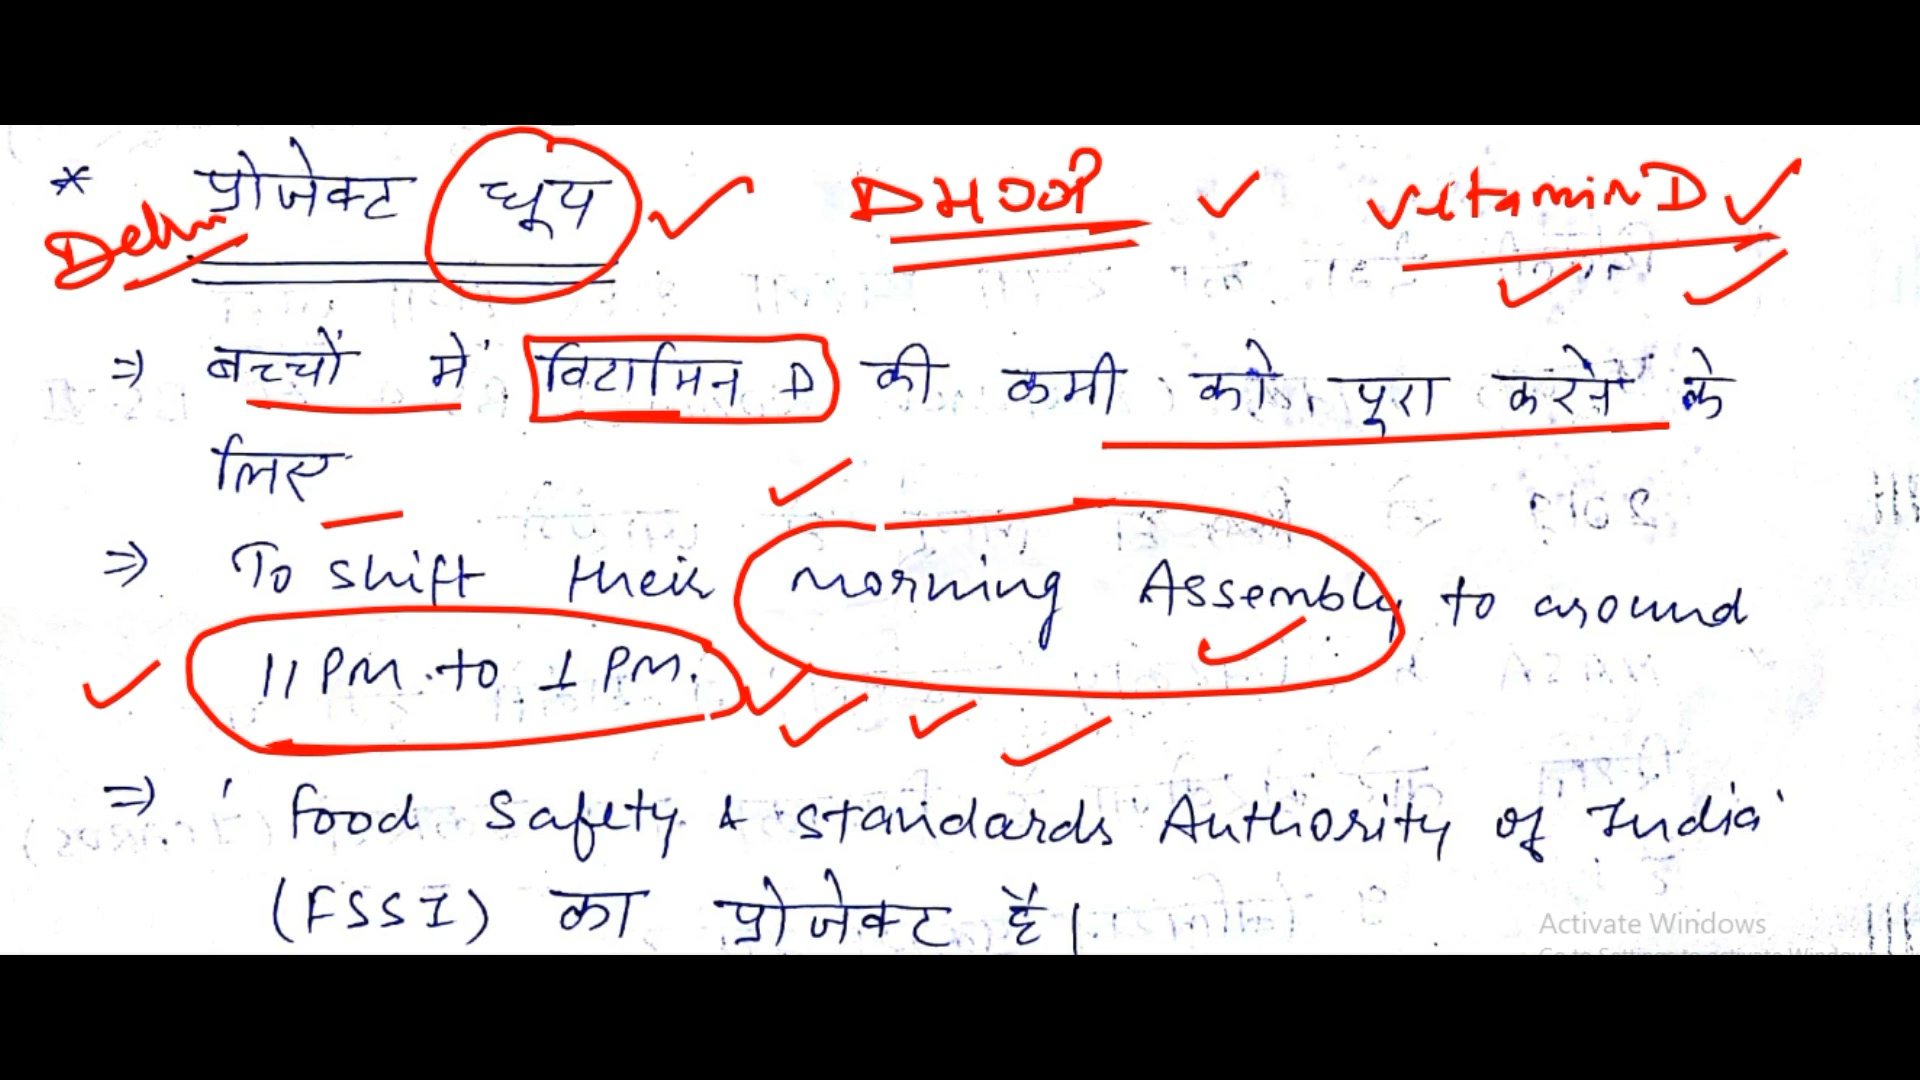 * प्रोजेक्ट धूप DHOOP vitamin D
Delhi
⇒ बच्चों में विटामिन D की कमी को पूरा करने के
लिए
⇒ To shift their morning Assembly to around
11 PM to 1 PM.
⇒ 'Food Safety & Standards Authority of India'
(FSSI) का प्रोजेक्ट है।
Activate Windows